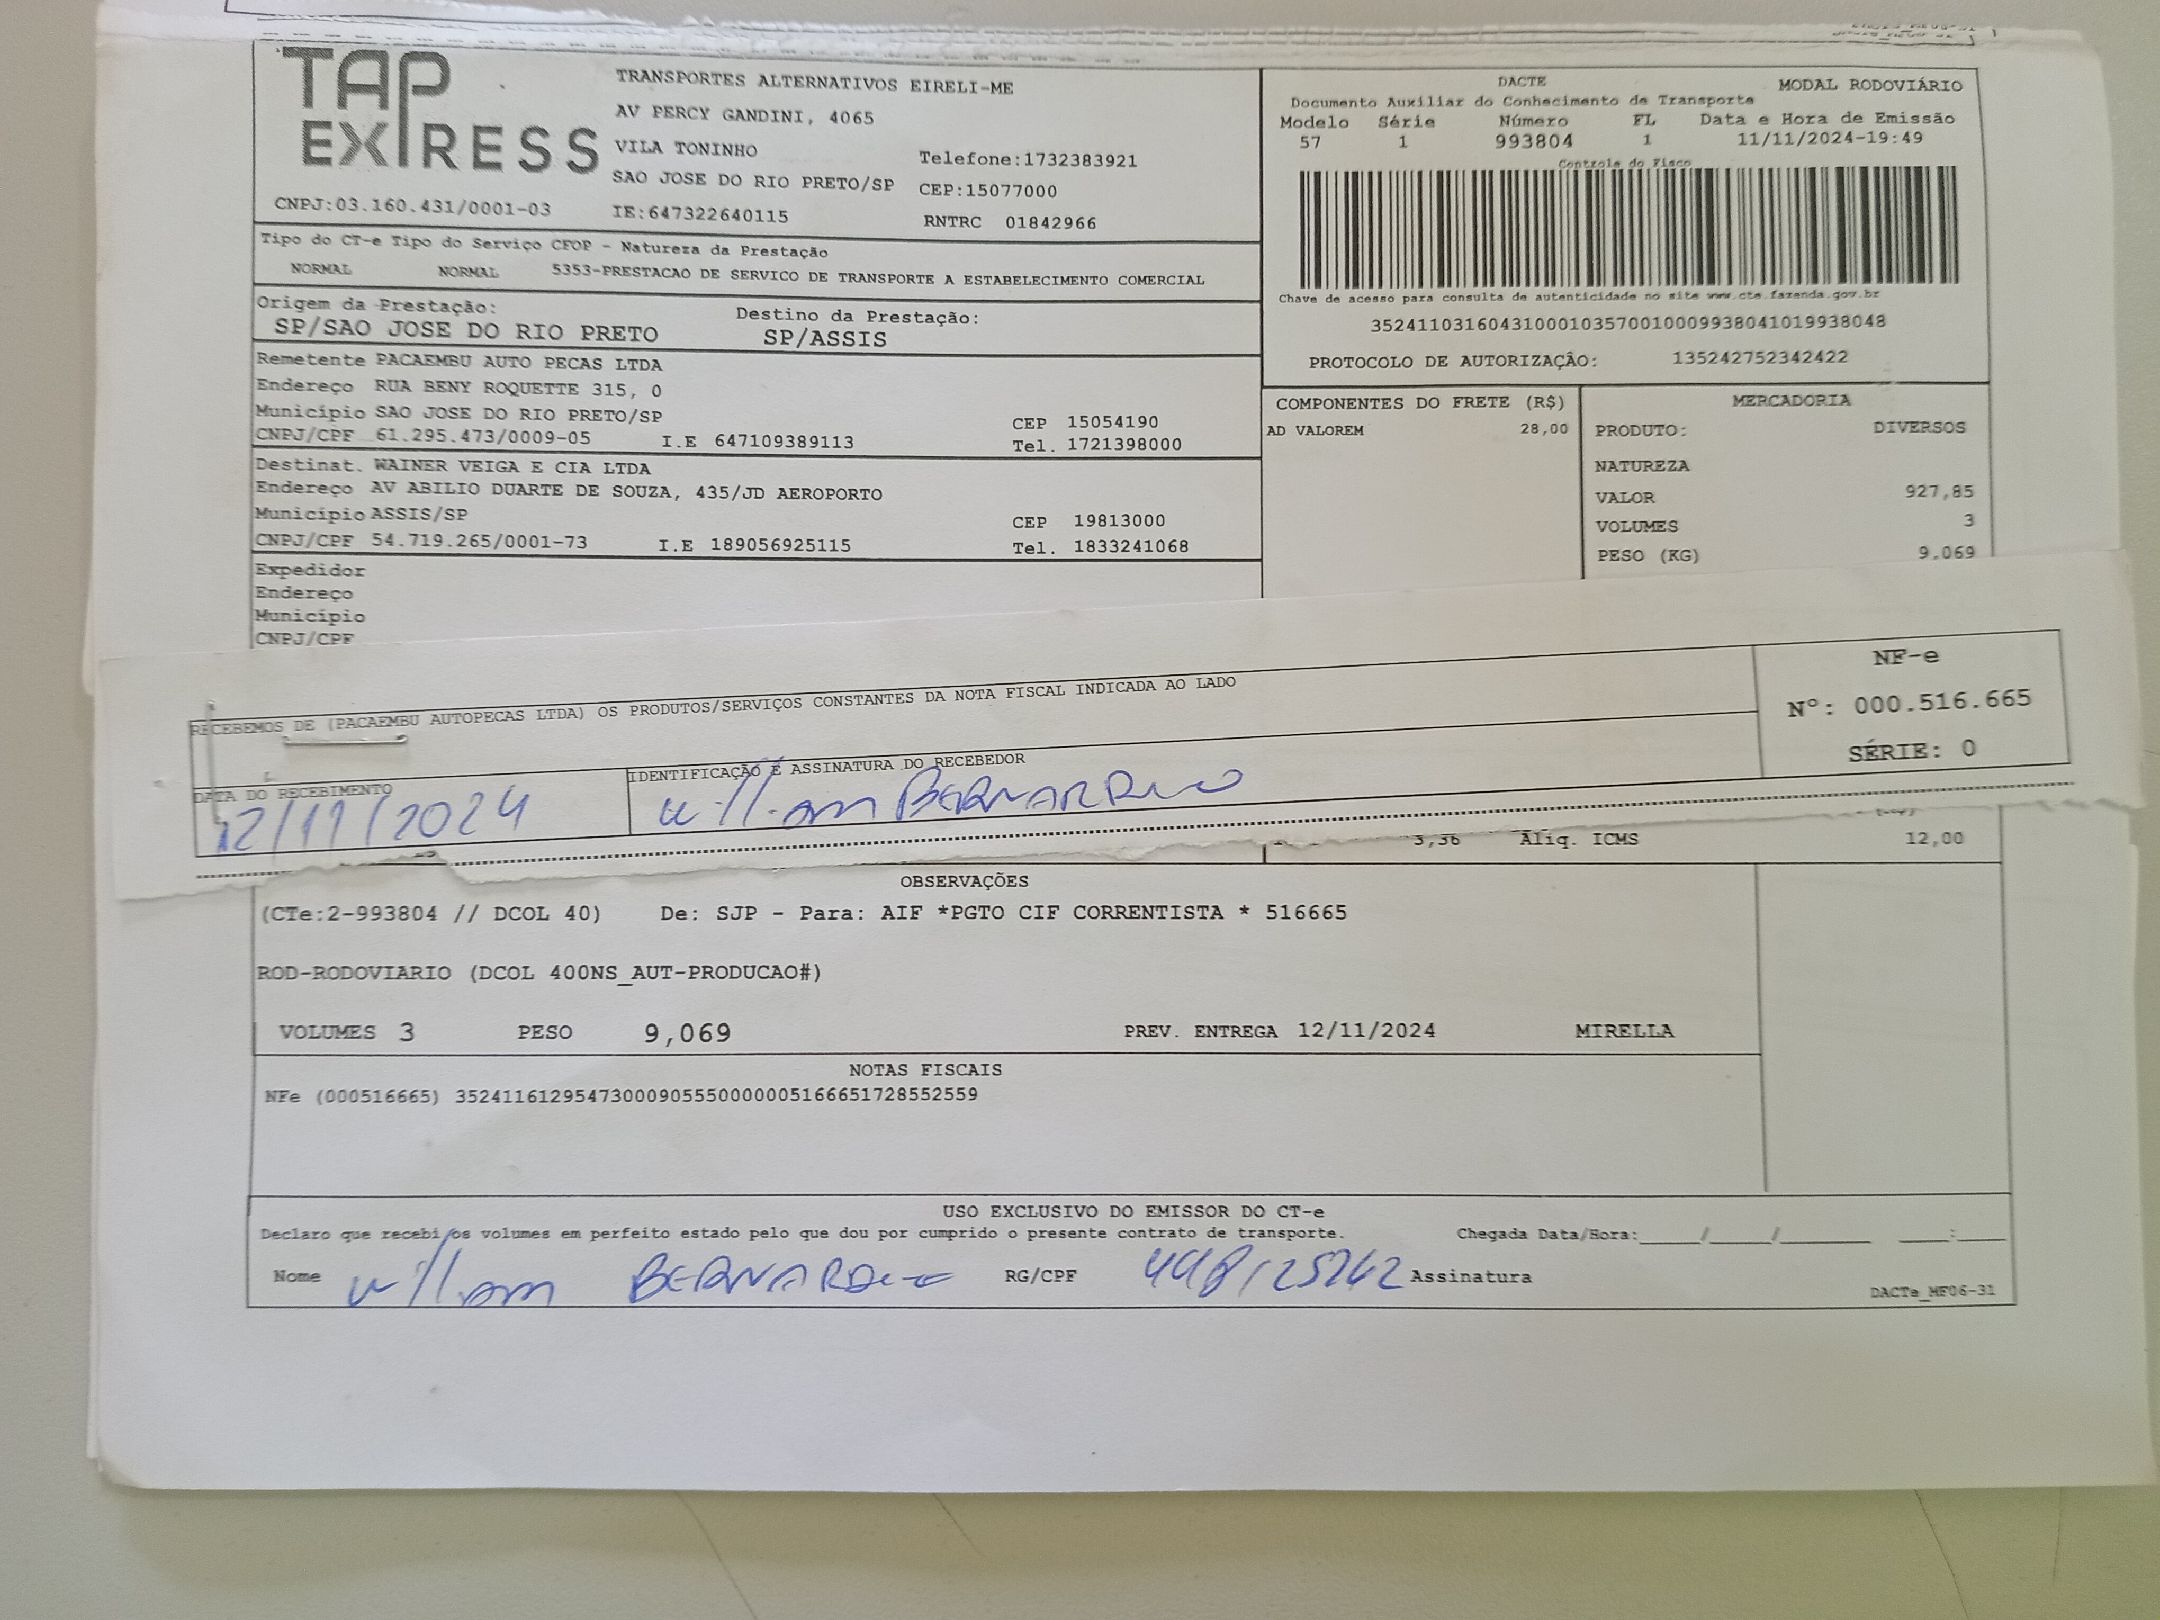 TAP EXPRESS
TRANSPORTES ALTERNATIVOS EIRELI-ME
AV PERCY GANDINI, 4065
VILA TONINHO
Telefone:1732383921
SAO JOSE DO RIO PRETO/SP CEP:15077000
CNPJ:03.160.431/0001-03 IE:647322640115 RNTRC 01842966
DACTE MODAL RODOVIÁRIO
Documento Auxiliar do Conhecimento de Transporte
Modelo Série Número FL Data e Hora de Emissão
57 1 993804 1 11/11/2024-19:49
Controle do Fisco
Chave de acesso para consulta de autenticidade no site www.cte.fazenda.gov.br
35241103160431000103570010009938041019938048
PROTOCOLO DE AUTORIZAÇÂO: 135242752342422
Tipo do CT-e Tipo do Serviço CFOP - Natureza da Prestação
NORMAL NORMAL 5353-PRESTACAO DE SERVICO DE TRANSPORTE A ESTABELECIMENTO COMERCIAL
Origem da Prestação: Destino da Prestação:
SP/SAO JOSE DO RIO PRETO SP/ASSIS
Remetente PACAEMBU AUTO PECAS LTDA
Endereço RUA BENY ROQUETTE 315, 0
Município SAO JOSE DO RIO PRETO/SP CEP 15054190
CNPJ/CPF 61.295.473/0009-05 I.E 647109389113 Tel. 1721398000
Destinat. WAINER VEIGA E CIA LTDA
Endereço AV ABILIO DUARTE DE SOUZA, 435/JD AEROPORTO
Município ASSIS/SP CEP 19813000
CNPJ/CPF 54.719.265/0001-73 I.E 189056925115 Tel. 1833241068
Expedidor
Endereço
Município
CNPJ/CPF
COMPONENTES DO FRETE (R$)
AD VALOREM 28,00
MERCADORIA
PRODUTO: DIVERSOS
NATUREZA
VALOR 927,85
VOLUMES 3
PESO (KG) 9,069
RECEBEMOS DE (PACAEMBU AUTOPECAS LTDA) OS PRODUTOS/SERVIÇOS CONSTANTES DA NOTA FISCAL INDICADA AO LADO
NF-e
Nº: 000.516.665
SÉRIE: 0
DATA DO RECEBIMENTO IDENTIFICAÇÃO E ASSINATURA DO RECEBEDOR
12/11/2024 William BERNARDINO
3,36 Aliq. ICMS 12,00
OBSERVAÇÕES
(CTe:2-993804 // DCOL 40) De: SJP - Para: AIF *PGTO CIF CORRENTISTA * 516665
ROD-RODOVIARIO (DCOL 400NS_AUT-PRODUCAO#)
VOLUMES 3 PESO 9,069 PREV. ENTREGA 12/11/2024 MIRELLA
NOTAS FISCAIS
NFe (000516665) 35241161295473000905550000005166651728552559
USO EXCLUSIVO DO EMISSOR DO CT-e
Declaro que recebi os volumes em perfeito estado pelo que dou por cumprido o presente contrato de transporte. Chegada Data/Hora:____/____/____ ____:____
Nome William BERNARDINO RG/CPF Assinatura
DACTe_MF06-31